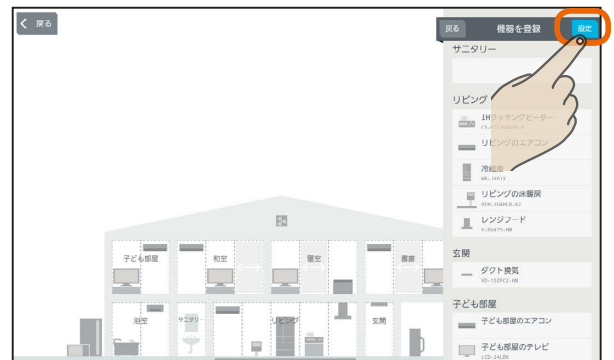 戻る
戻る
機器を登録
設定
サニタリー
リビング
IHクッキングヒーター
リビングのエアコン
冷蔵庫
リビングの床暖房
レンジフード
玄関
ダクト換気
子ども部屋
子ども部屋のエアコン
子ども部屋のテレビ
LCD-24LB6
子ども部屋
和室
寝室
書斎
浴室
サニタリー
リビング
玄関